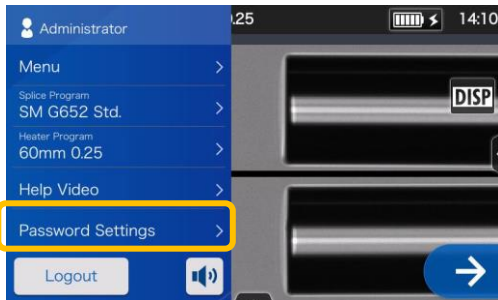 Administrator
.25
14:10
Menu
Splice Program
SM G652 Std.
DISP
Heater Program
60mm 0.25
Help Video
Password Settings
Logout